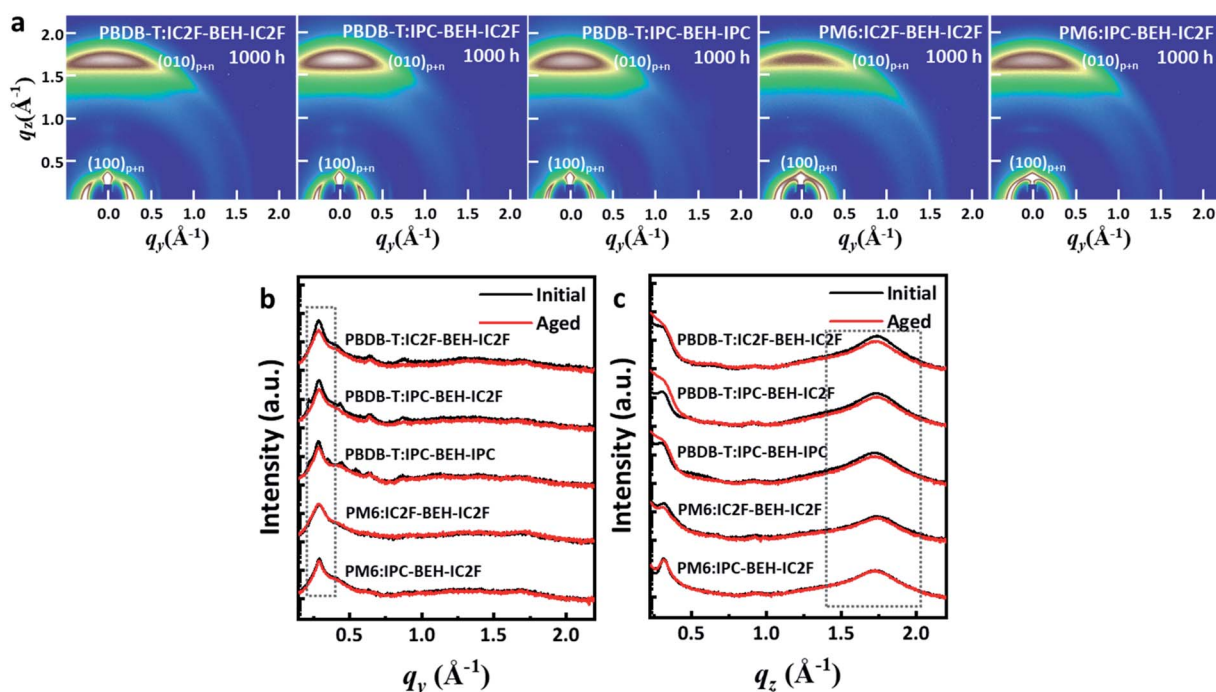 a
PBDB-T:IC2F-BEH-IC2F
1000 h
(010)p+n
(100)p+n
PBDB-T:IPC-BEH-IC2F
1000 h
(010)p+n
(100)p+n
PBDB-T:IPC-BEH-IPC
1000 h
(010)p+n
(100)p+n
PM6:IC2F-BEH-IC2F
1000 h
(010)p+n
(100)p+n
PM6:IPC-BEH-IC2F
1000 h
(010)p+n
(100)p+n
2.0
1.5
1.0
0.5
qz(Å-1)
0.0 0.5 1.0 1.5 2.0
0.0 0.5 1.0 1.5 2.0
0.0 0.5 1.0 1.5 2.0
0.0 0.5 1.0 1.5 2.0
0.0 0.5 1.0 1.5 2.0
qy(Å-1)
qy(Å-1)
qy(Å-1)
qy(Å-1)
qy(Å-1)
b
Initial
Aged
PBDB-T:IC2F-BEH-IC2F
PBDB-T:IPC-BEH-IC2F
PBDB-T:IPC-BEH-IPC
PM6:IC2F-BEH-IC2F
PM6:IPC-BEH-IC2F
Intensity (a.u.)
0.5 1.0 1.5 2.0
qy (Å-1)
c
Initial
Aged
PBDB-T:IC2F-BEH-IC2F
PBDB-T:IPC-BEH-IC2F
PBDB-T:IPC-BEH-IPC
PM6:IC2F-BEH-IC2F
PM6:IPC-BEH-IC2F
Intensity (a.u.)
0.5 1.0 1.5 2.0
qz (Å-1)